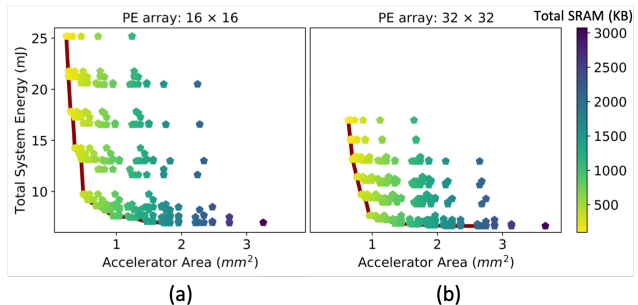 PE array: 16 × 16
PE array: 32 × 32
Total SRAM (KB)
Total System Energy (mJ)
25
20
15
10
1
2
3
1
2
3
3000
2500
2000
1500
1000
500
Accelerator Area (mm²)
Accelerator Area (mm²)
(a)
(b)